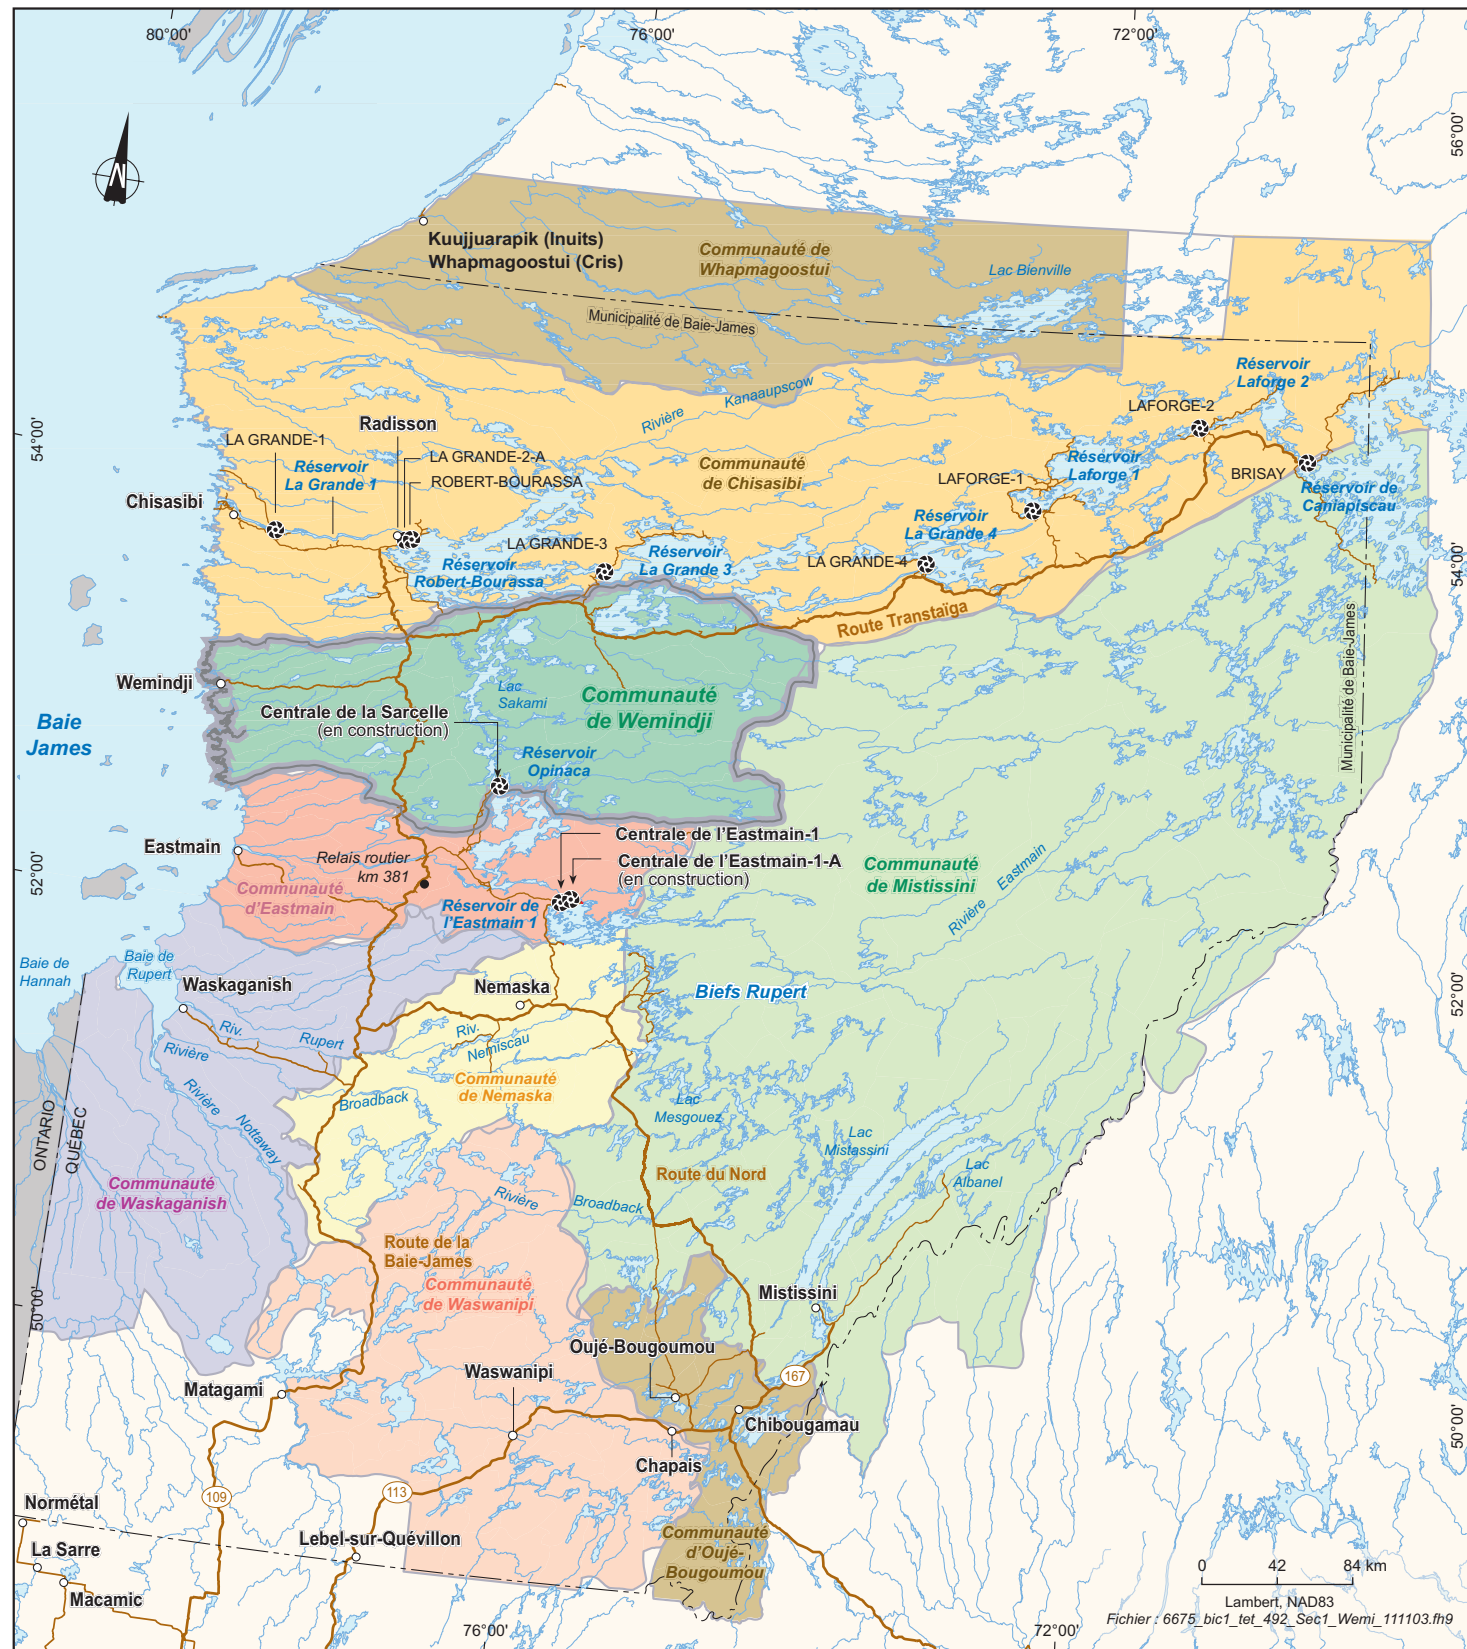 80°00'
76°00'
72°00'
56°00'
N
Kuujjuarapik (Inuits)
Whapmagoostui (Cris)
Communauté de
Whapmagoostui
Lac Bienville
Municipalité de Baie-James
Réservoir
Laforge 2
Rivière
Kanaaupscow
LAFORGE-2
54°00'
Radisson
LA GRANDE-1
Réservoir
La Grande 1
LA GRANDE-2-A
ROBERT-BOURASSA
Communauté
de Chisasibi
Réservoir
Laforge 1
LAFORGE-1
BRISAY
Réservoir de
Caniapiscau
Chisasibi
Réservoir
La Grande 4
LA GRANDE-3
Réservoir
La Grande 3
LA GRANDE-4
Réservoir
Robert-Bourassa
54°00'
Route Transtaïga
Municipalité de Baie-James
Wemindji
Lac
Sakami
Communauté
de Wemindji
Centrale de la Sarcelle
(en construction)
Baie
James
Réservoir
Opinaca
Centrale de l'Eastmain-1
Centrale de l'Eastmain-1-A
(en construction)
Eastmain
Relais routier
km 381
Communauté
d'Eastmain
Réservoir de
l'Eastmain 1
Communauté
de Mistissini
Rivière
Eastmain
52°00'
Baie de
Hannah
Baie de
Rupert
Waskaganish
Nemaska
Biefs Rupert
52°00'
Riv.
Rupert
Riv.
Nemiscau
Rivière
Communauté
de Nemaska
Rivière
Nottaway
Broadback
Lac
Mesgouez
Lac
Mistassini
Lac
Albanel
ONTARIO
QUÉBEC
Communauté
de Waskaganish
Route du Nord
Rivière
Broadback
Route de la
Baie-James
Communauté
de Waswanipi
50°00'
Mistissini
Oujé-Bougoumou
Waswanipi
Matagami
167
Chibougamau
50°00'
Chapais
109
113
Normétal
La Sarre
Macamic
Lebel-sur-Quévillon
Communauté
d'Oujé-
Bougoumou
0 42 84 km
Lambert, NAD83
Fichier : 6675_bic1_tet_492_Sec1_Wemi_111103.fh9
76°00'
72°00'